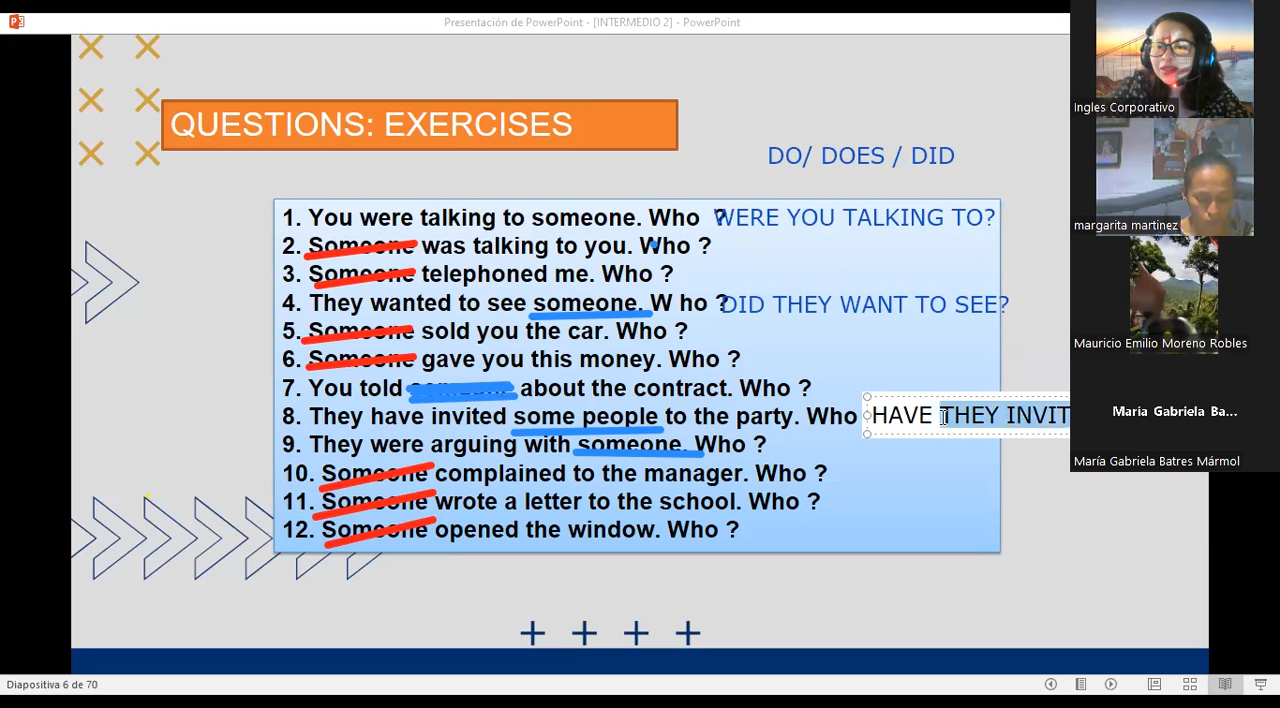 Presentación de PowerPoint - [INTERMEDIO 2] - PowerPoint
QUESTIONS: EXERCISES
DO/ DOES / DID
1. You were talking to someone. Who ? WERE YOU TALKING TO?
2. Someone was talking to you. Who ?
3. Someone telephoned me. Who ?
4. They wanted to see someone. W ho ? DID THEY WANT TO SEE?
5. Someone sold you the car. Who ?
6. Someone gave you this money. Who ?
7. You told someone about the contract. Who ?
8. They have invited some people to the party. Who HAVE THEY INVIT
9. They were arguing with someone. Who ?
10. Someone complained to the manager. Who ?
11. Someone wrote a letter to the school. Who ?
12. Someone opened the window. Who ?
Ingles Corporativo
margarita martinez
Mauricio Emilio Moreno Robles
María Gabriela Ba...
María Gabriela Batres Mármol
Diapositiva 6 de 70